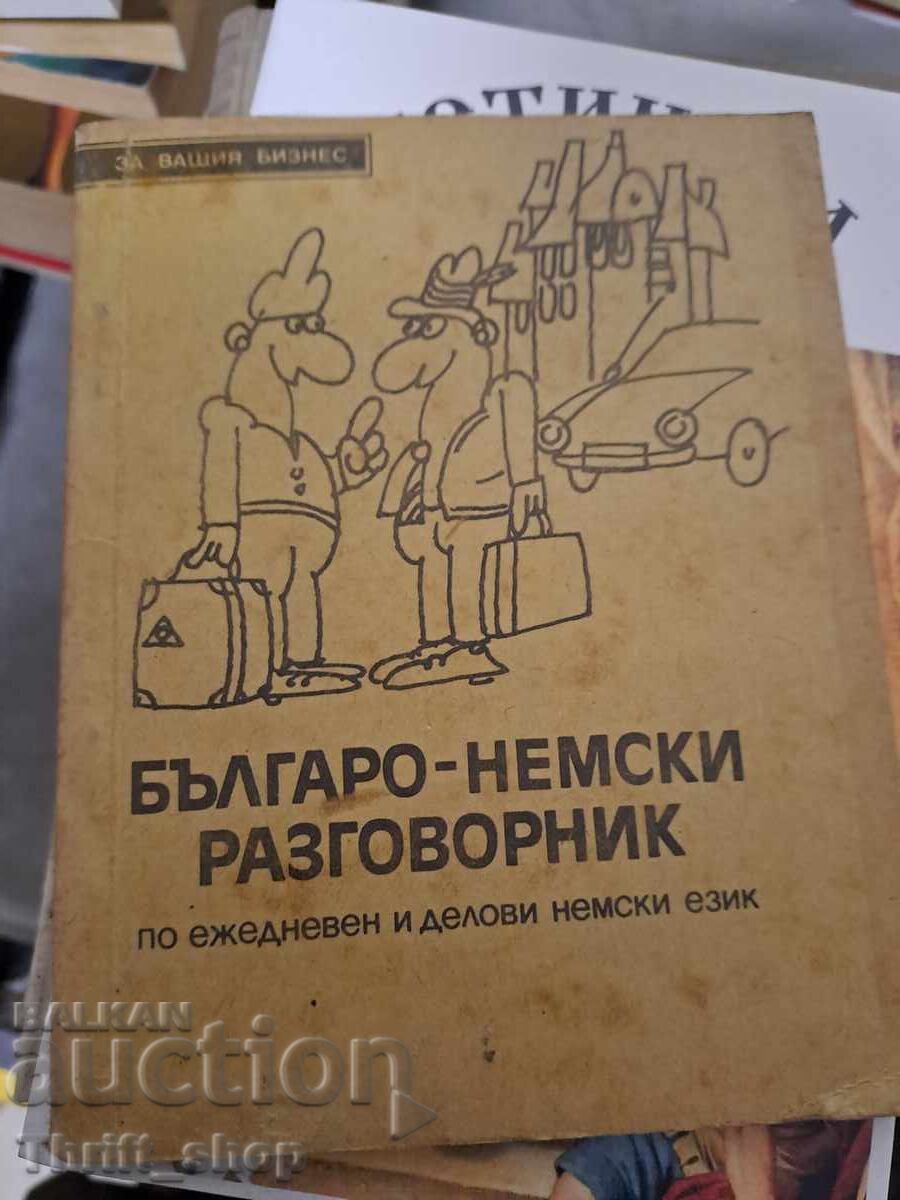 ЗА ВАШИЯ БИЗНЕС
БЪЛГАРО-НЕМСКИ
РАЗГОВОРНИК
по ежедневен и делови немски език
BALKAN
auction
Thrift_shop